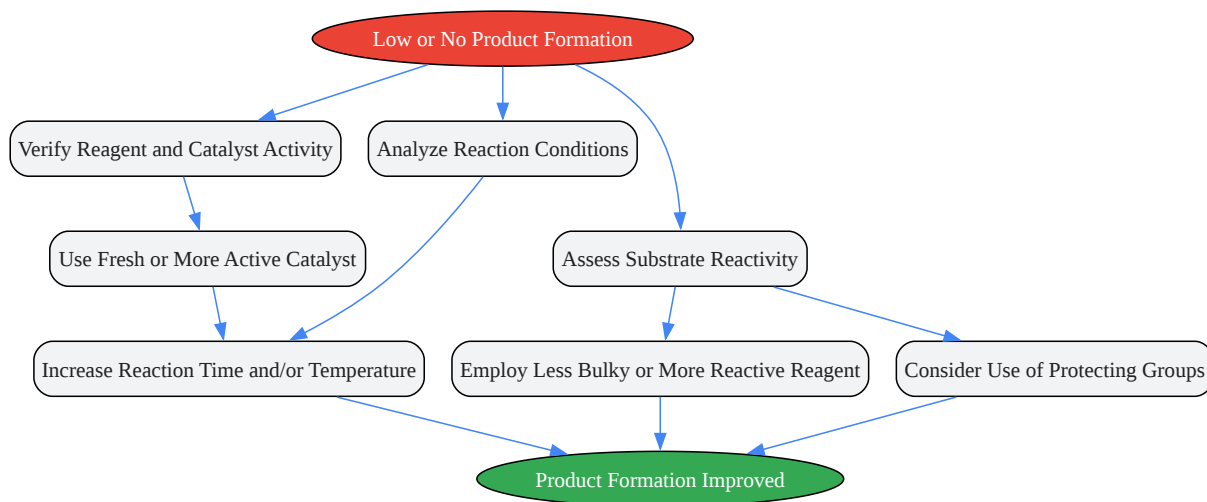 Low or No Product Formation
Verify Reagent and Catalyst Activity
Analyze Reaction Conditions
Use Fresh or More Active Catalyst
Assess Substrate Reactivity
Increase Reaction Time and/or Temperature
Employ Less Bulky or More Reactive Reagent
Consider Use of Protecting Groups
Product Formation Improved